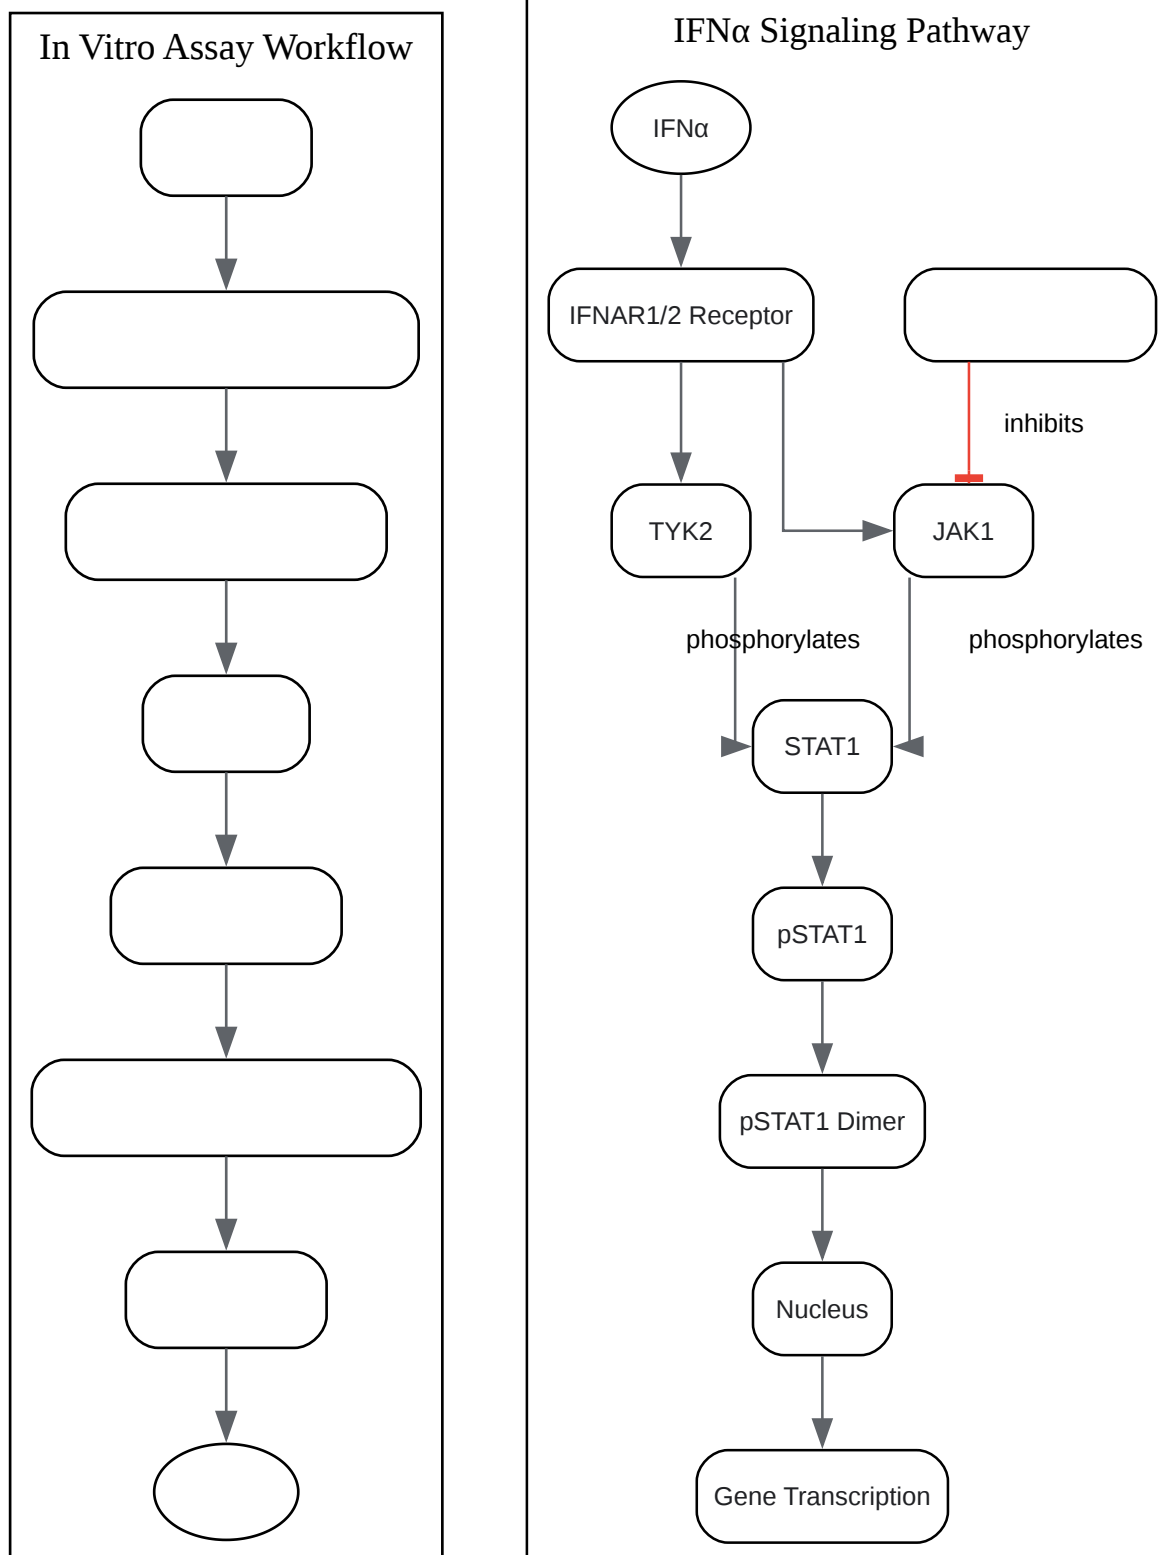 In Vitro Assay Workflow
IFNα Signaling Pathway
IFNα
IFNAR1/2 Receptor
inhibits
TYK2
JAK1
phosphorylates
phosphorylates
STAT1
pSTAT1
pSTAT1 Dimer
Nucleus
Gene Transcription